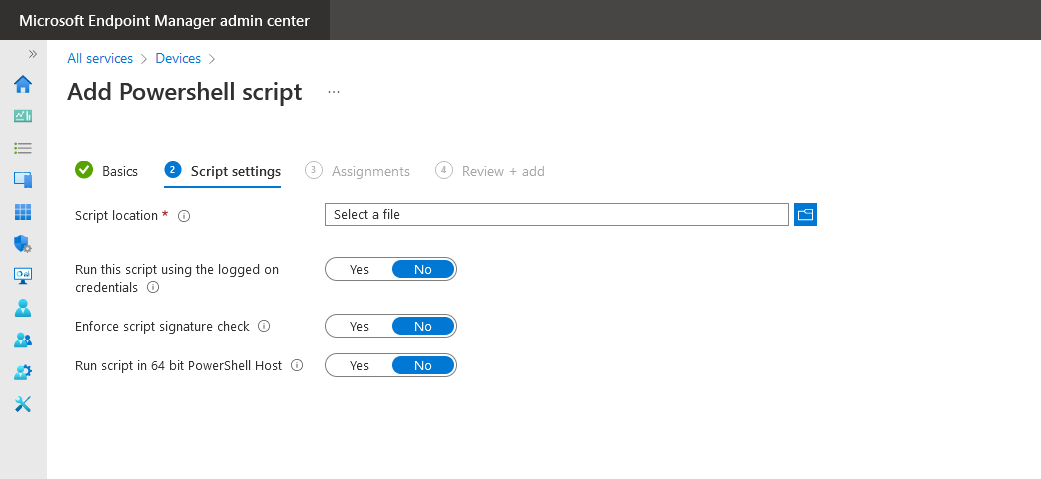 Microsoft Endpoint Manager admin center
All services > Devices >
Add Powershell script ...
Basics 2 Script settings 3 Assignments 4 Review + add
Script location * Select a file
Run this script using the logged on
credentials Yes No
Enforce script signature check Yes No
Run script in 64 bit PowerShell Host Yes No